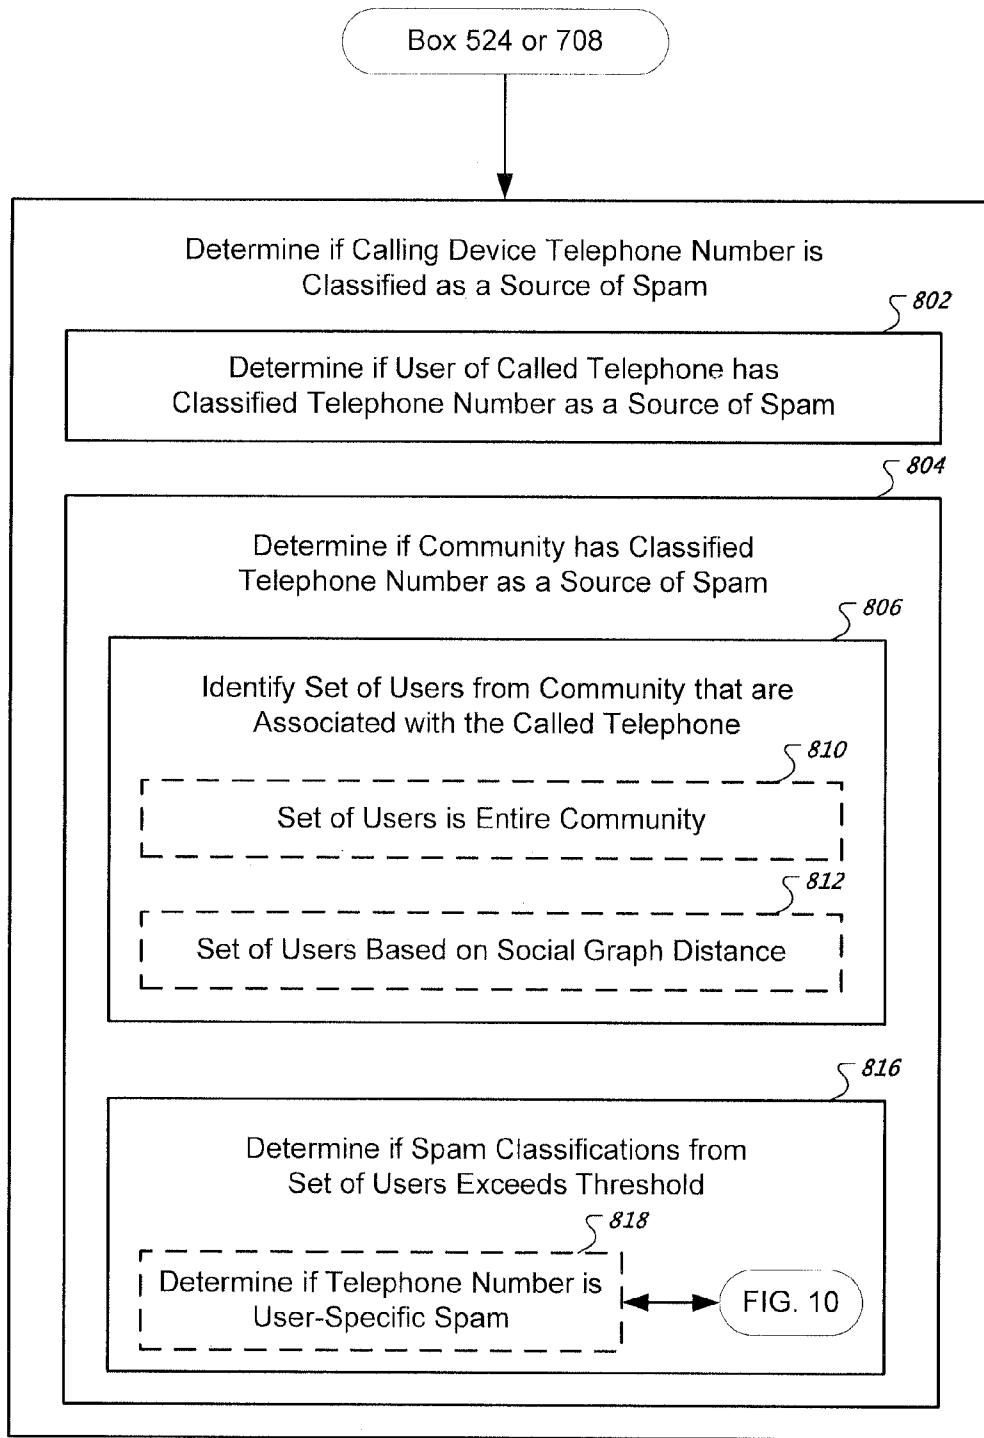 Box 524 or 708
Determine if Calling Device Telephone Number is
Classified as a Source of Spam
802
Determine if User of Called Telephone has
Classified Telephone Number as a Source of Spam
804
Determine if Community has Classified
Telephone Number as a Source of Spam
806
Identify Set of Users from Community that are
Associated with the Called Telephone
810
Set of Users is Entire Community
812
Set of Users Based on Social Graph Distance
816
Determine if Spam Classifications from
Set of Users Exceeds Threshold
818
Determine if Telephone Number is
User-Specific Spam
FIG. 10